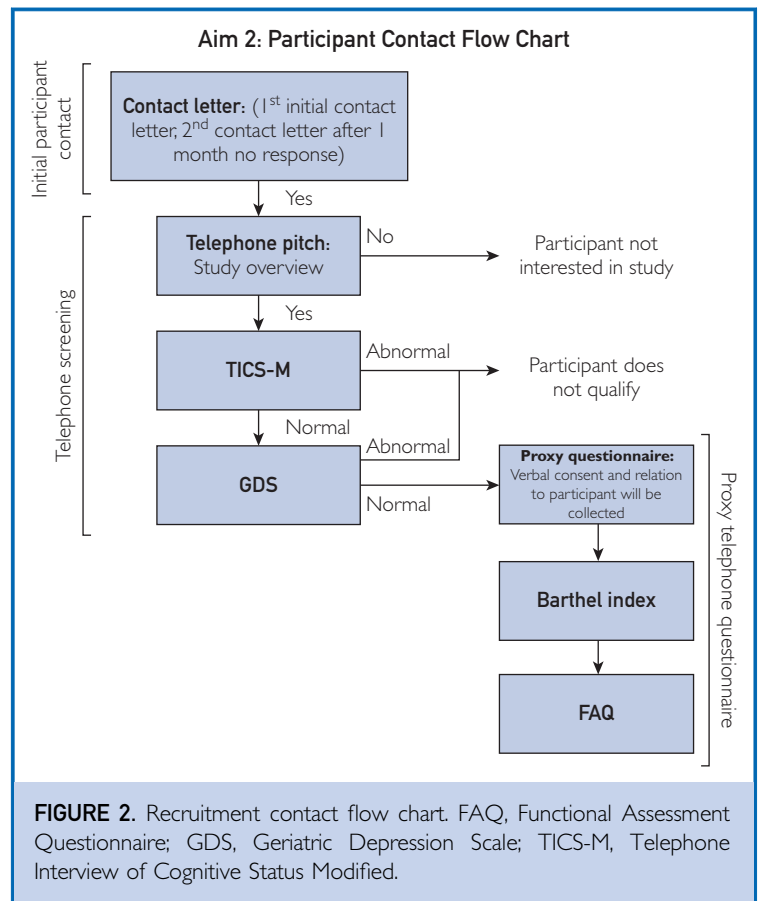 Aim 2: Participant Contact Flow Chart
Initial participant
contact
Contact letter: (1st initial contact
letter, 2nd contact letter after 1
month no response)
Yes
Telephone screening
Telephone pitch:
Study overview
No
Participant not
interested in study
Yes
TICS-M
Abnormal
Participant does
not qualify
Normal
Abnormal
GDS
Normal
Proxy questionnaire:
Verbal consent and relation
to participant will be
collected
Proxy telephone questionnaire
Barthel index
FAQ
FIGURE 2. Recruitment contact flow chart. FAQ, Functional Assessment
Questionnaire; GDS, Geriatric Depression Scale; TICS-M, Telephone
Interview of Cognitive Status Modified.